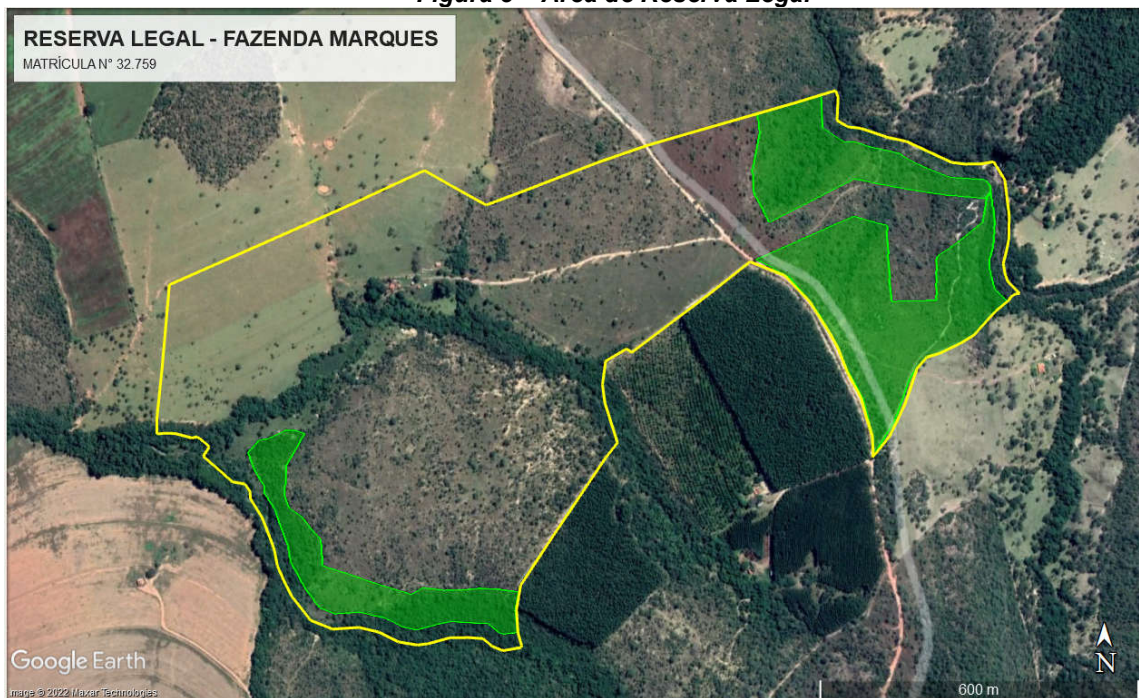 RESERVA LEGAL - FAZENDA MARQUES
MATRÍCULA N° 32.759
Google Earth
Image © 2022 Maxar Technologies
600 m
N